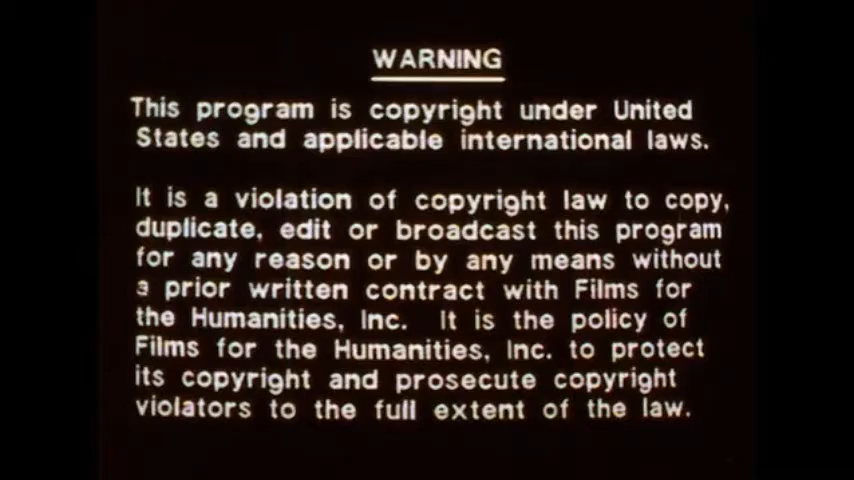 WARNING
This program is copyright under United
States and applicable international laws.
It is a violation of copyright law to copy,
duplicate, edit or broadcast this program
for any reason or by any means without
a prior written contract with Films for
the Humanities, Inc. It is the policy of
Films for the Humanities, Inc. to protect
its copyright and prosecute copyright
violators to the full extent of the law.